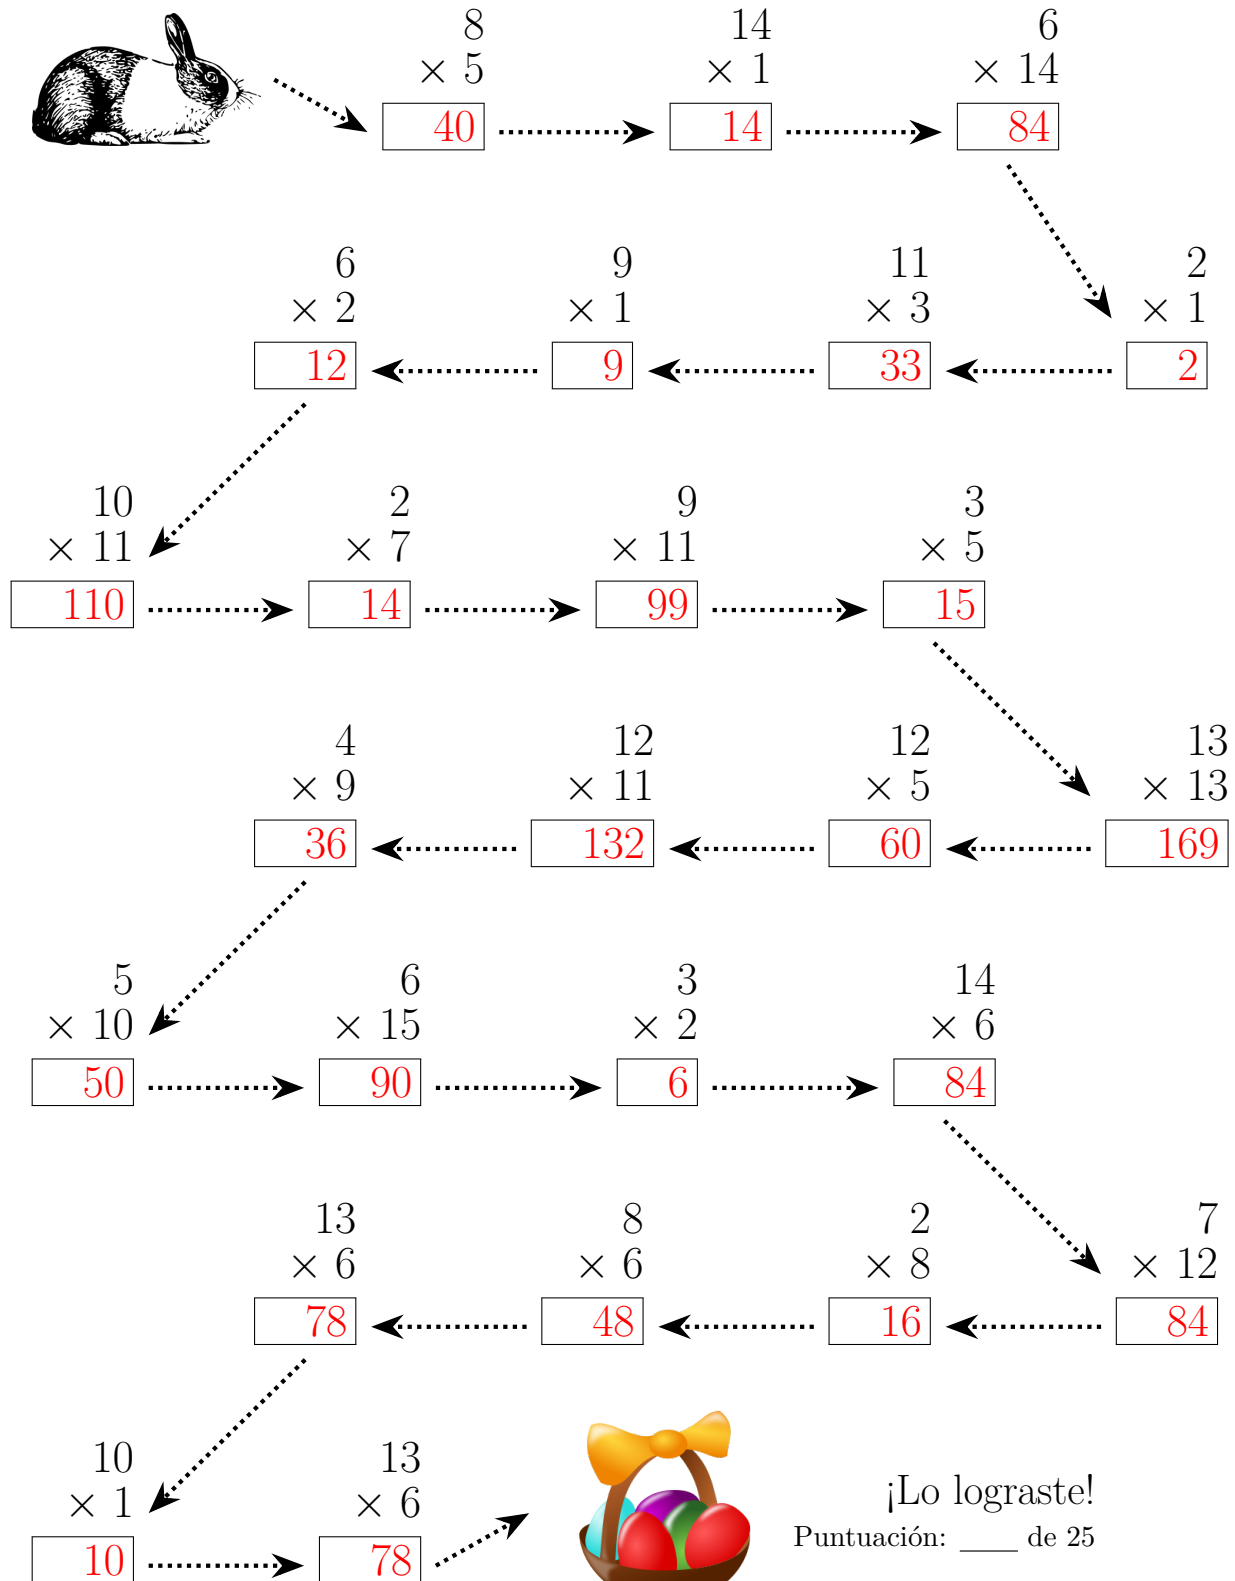 8 14 6
× 5 × 1 × 14
40 14 84
6 9 11 2
× 2 × 1 × 3 × 1
12 9 33 2
10 2 9 3
× 11 × 7 × 11 × 5
110 14 99 15
4 12 12 13
× 9 × 11 × 5 × 13
36 132 60 169
5 6 3 14
× 10 × 15 × 2 × 6
50 90 6 84
13 8 2 7
× 6 × 6 × 8 × 12
78 48 16 84
10 13
× 1 × 6
10 78
¡Lo lograste!
Puntuación: ____ de 25